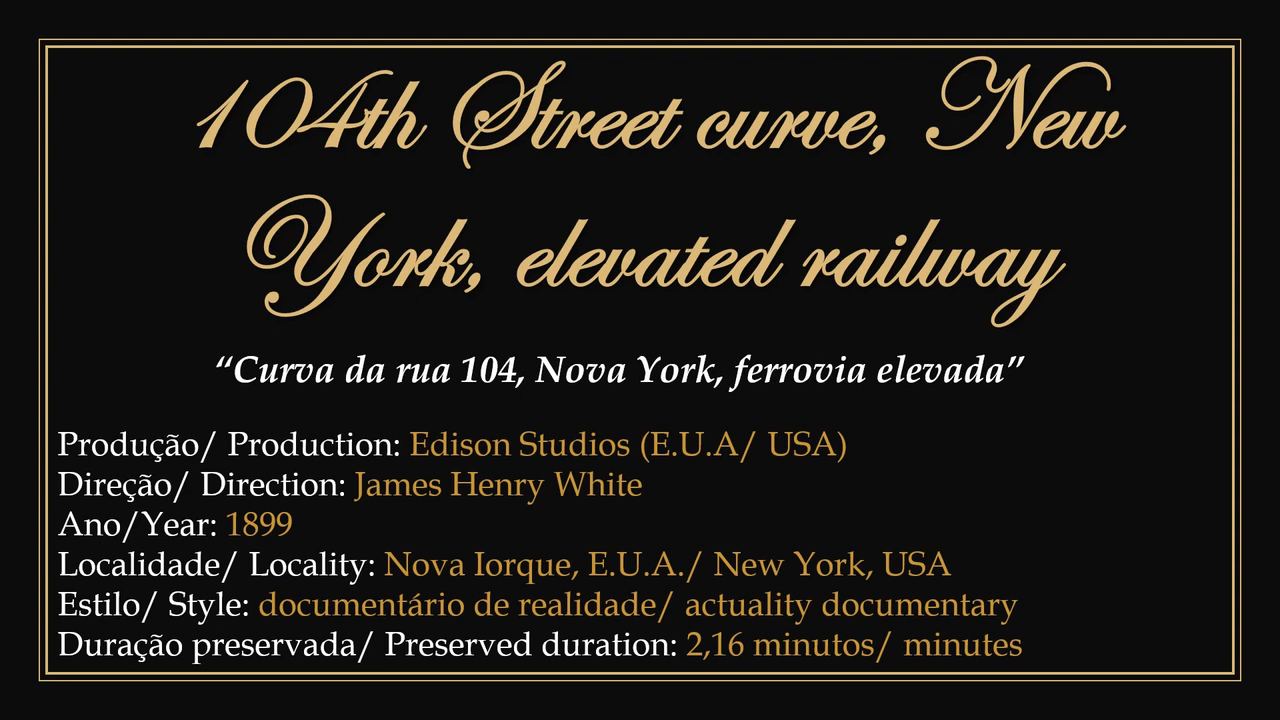 104th Street curve, New
York, elevated railway
“Curva da rua 104, Nova York, ferrovia elevada”
Produção/ Production: Edison Studios (E.U.A/ USA)
Direção/ Direction: James Henry White
Ano/Year: 1899
Localidade/ Locality: Nova Iorque, E.U.A./ New York, USA
Estilo/ Style: documentário de realidade/ actuality documentary
Duração preservada/ Preserved duration: 2,16 minutos/ minutes